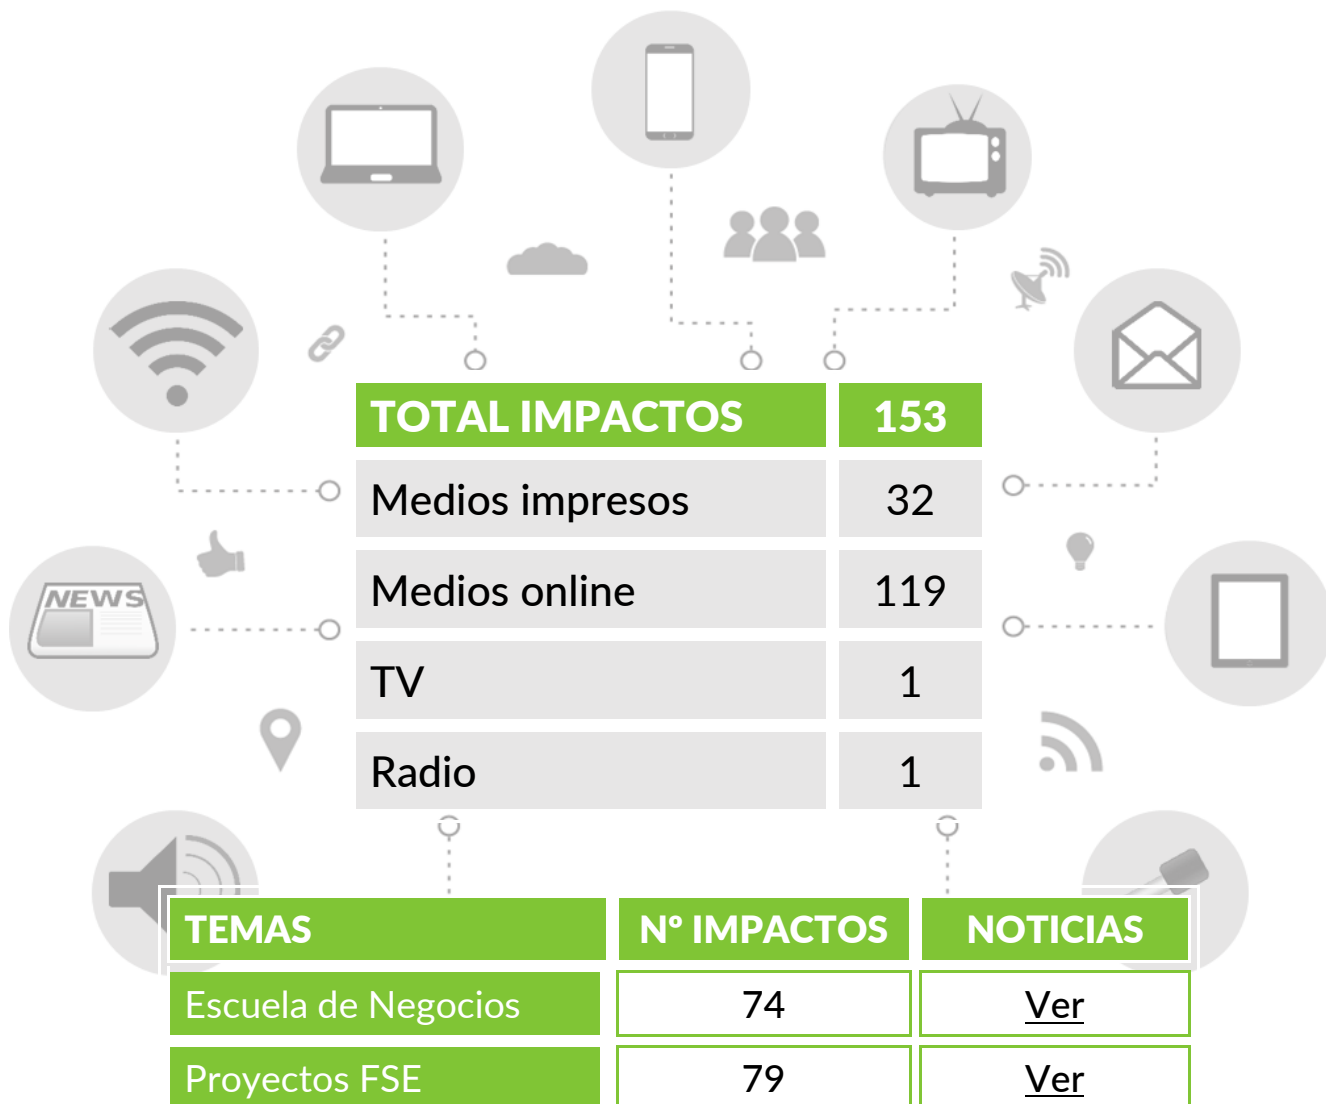 NEWS
TOTAL IMPACTOS 153
Medios impresos 32
Medios online 119
TV 1
Radio 1
TEMAS Nº IMPACTOS NOTICIAS
Escuela de Negocios 74 Ver
Proyectos FSE 79 Ver